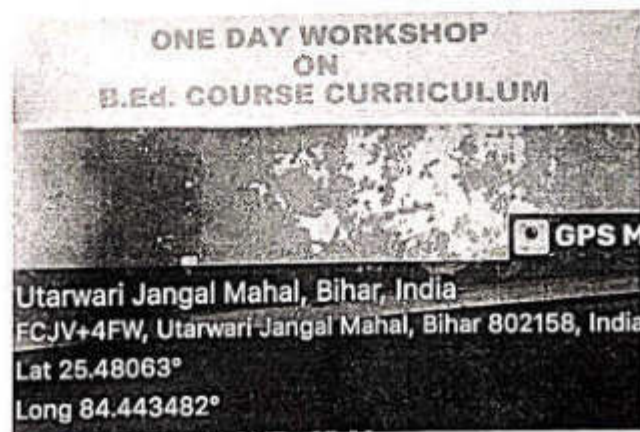 ONE DAY WORKSHOP
ON
B.Ed. COURSE CURRICULUM
GPS M
Utarwari Jangal Mahal, Bihar, India
FCJV+4FW, Utarwari Jangal Mahal, Bihar 802158, India
Lat 25.48063°
Long 84.443482°